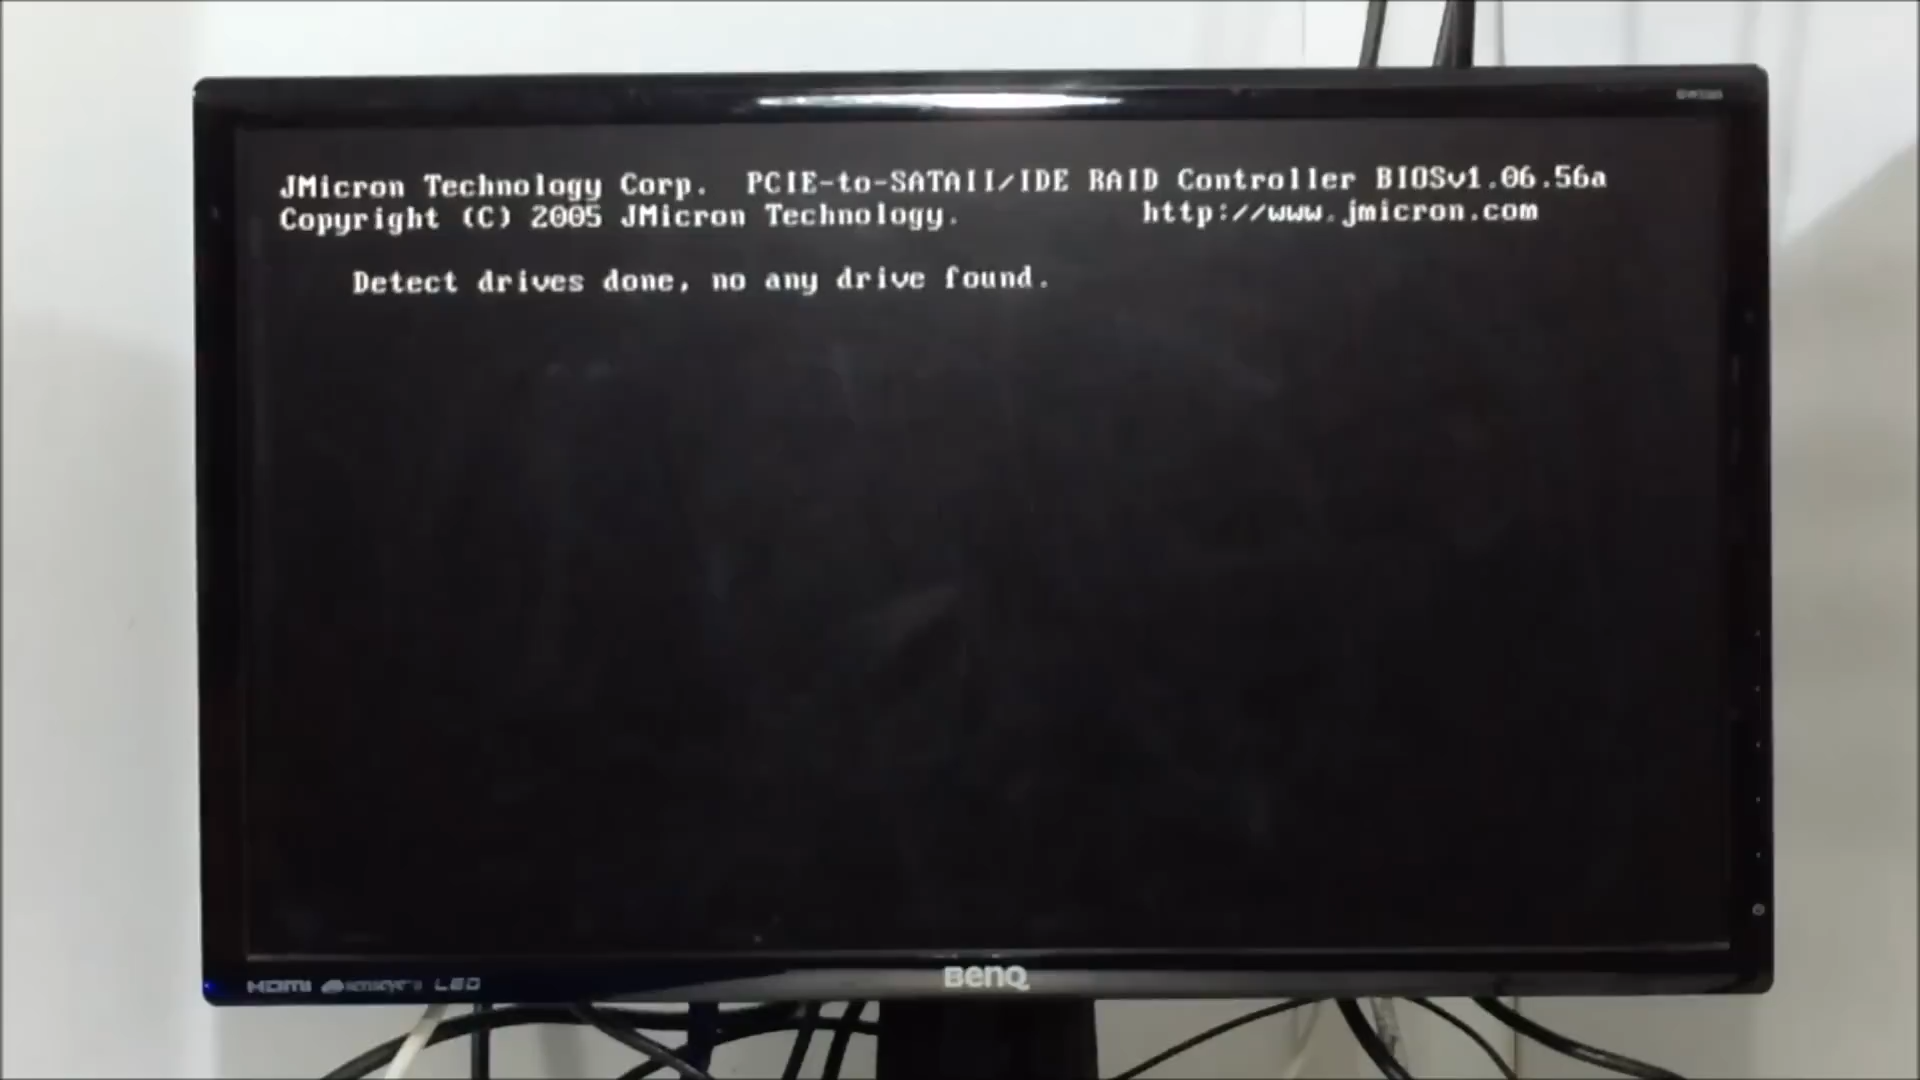 JMicron Technology Corp.  PCIE-to-SATAII/IDE RAID Controller BIOSv1.06.56a
Copyright (C) 2005 JMicron Technology.  http://www.jmicron.com
Detect drives done, no any drive found.
HDMI senseye LED
BenQ